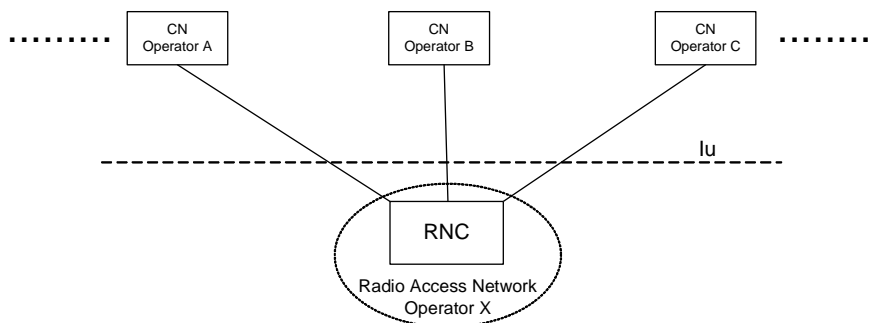 CN
Operator A
CN
Operator B
CN
Operator C
Iu
RNC
Radio Access Network
Operator X